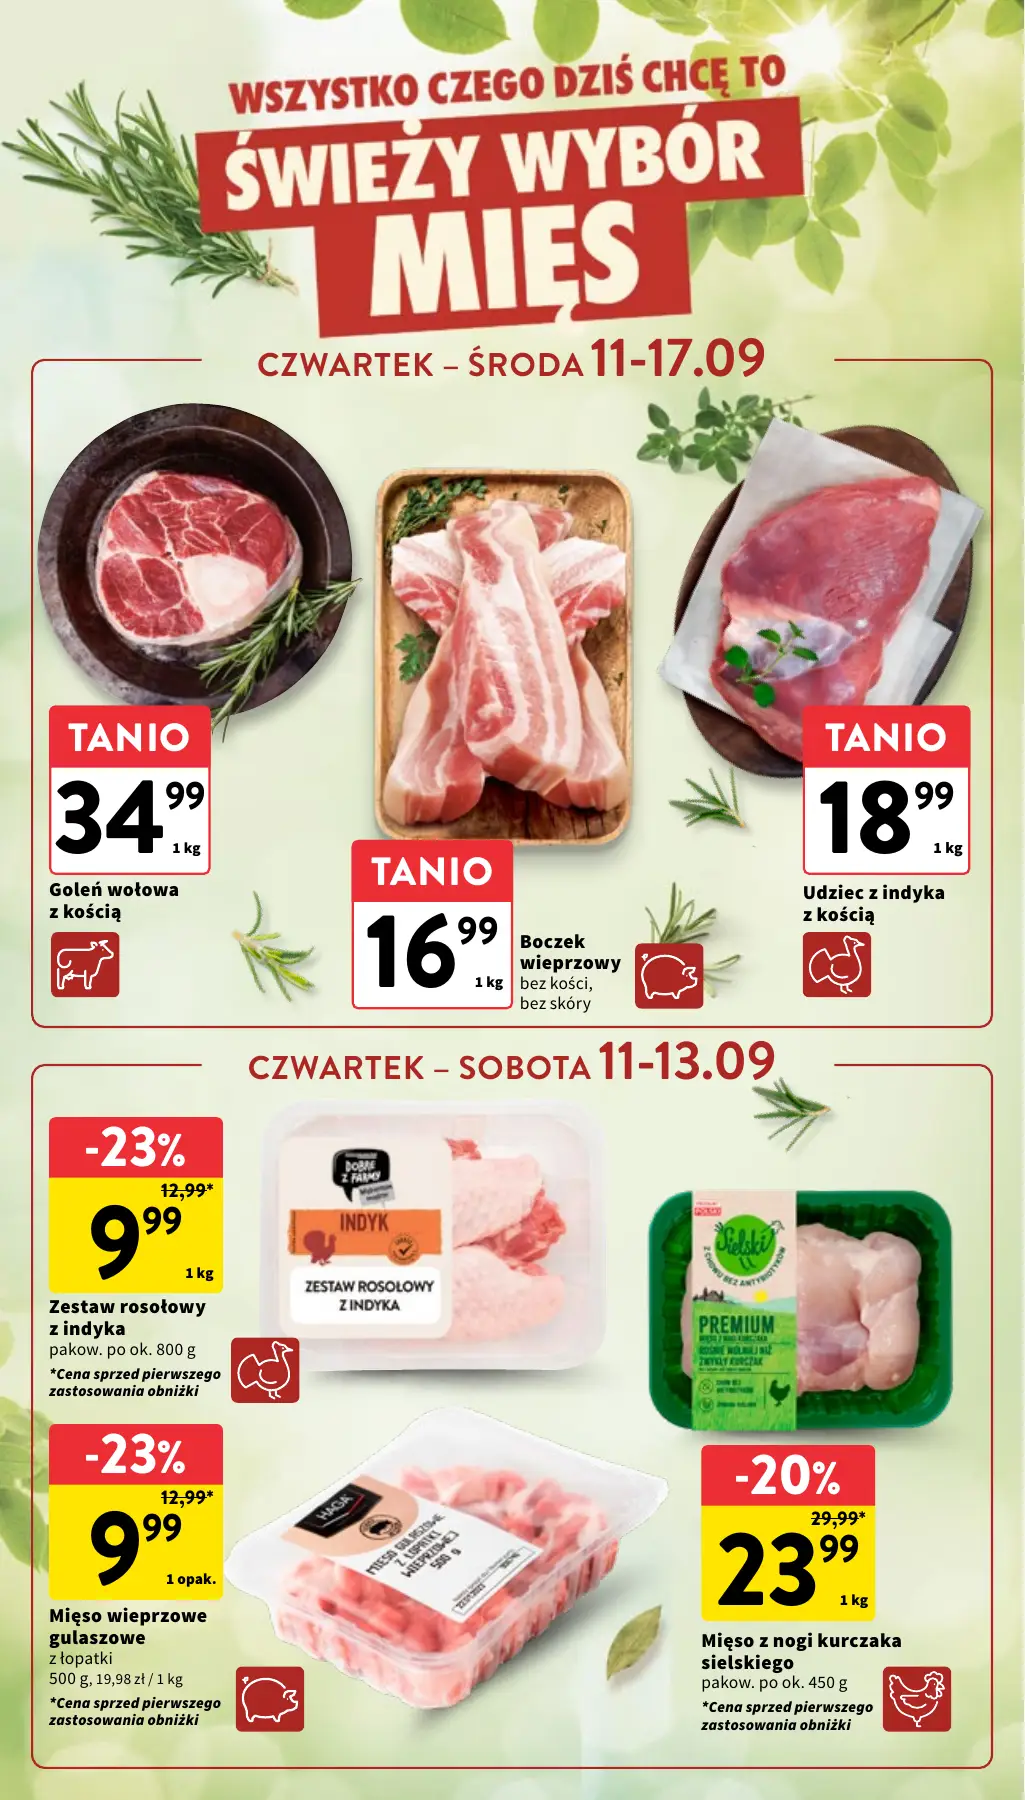 WSZYSTKO CZEGO DZIŚ CHCĘ TO
ŚWIEŻY WYBÓR
MIĘS
CZWARTEK – ŚRODA 11-17.09
TANIO
34 99
1 kg
Goleń wołowa
z kością
TANIO
16 99
1 kg
Boczek
wieprzowy
bez kości,
bez skóry
TANIO
18 99
1 kg
Udziec z indyka
z kością
CZWARTEK – SOBOTA 11-13.09
-23%
12,99*
9 99
1 kg
Zestaw rosołowy
z indyka
pakow. po ok. 800 g
*Cena sprzed pierwszego
zastosowania obniżki
DOBRE
Z FARMY
INDYK
ZESTAW ROSOŁOWY
Z INDYKA
-23%
12,99*
9 99
1 opak.
Mięso wieprzowe
gulaszowe
z łopatki
500 g, 19,98 zł / 1 kg
*Cena sprzed pierwszego
zastosowania obniżki
HAGA
MIĘSO GULASZOWE
Z ŁOPATKI
WIEPRZOWEJ
500 g
POLSKI
Sielski
Z CHOWU BEZ ANTYBIOTYKÓW
PREMIUM
MIĘSO Z NOGI KURCZAKA
ROŚNIE WOLNIEJ NIŻ
ZWYKŁY KURCZAK
-20%
29,99*
23 99
1 kg
Mięso z nogi kurczaka
sielskiego
pakow. po ok. 450 g
*Cena sprzed pierwszego
zastosowania obniżki